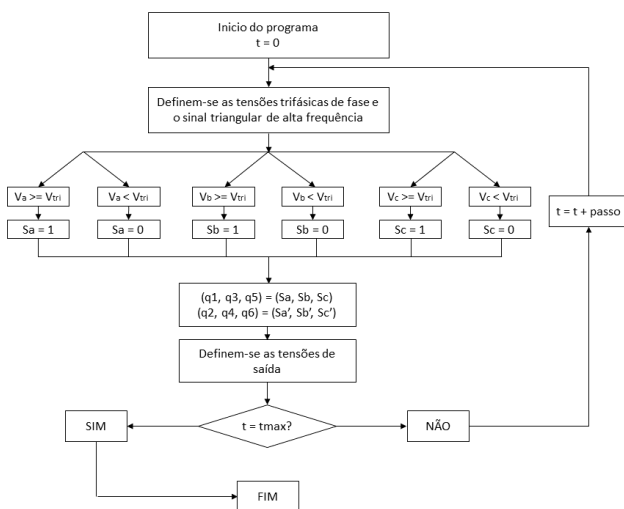 Inicio do programa
t = 0
Definem-se as tensões trifásicas de fase e
o sinal triangular de alta frequência
Va >= Vtri
Va < Vtri
Vb >= Vtri
Vb < Vtri
Vc >= Vtri
Vc < Vtri
t = t + passo
Sa = 1
Sa = 0
Sb = 1
Sb = 0
Sc = 1
Sc = 0
(q1, q3, q5) = (Sa, Sb, Sc)
(q2, q4, q6) = (Sa’, Sb’, Sc’)
Definem-se as tensões de
saída
SIM
t = tmax?
NÃO
FIM